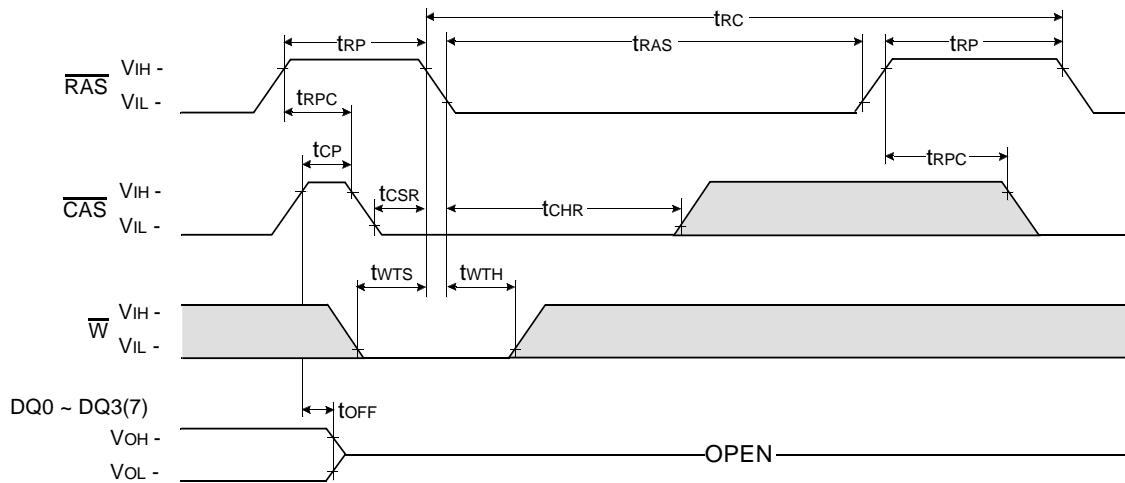 tRC
tRP tRAS tRP
RAS VIH -
VIL -
tRPC
tCP tRPC
CAS VIH -
VIL -
tCSR tCHR
tWTS tWTH
W VIH -
VIL -
DQ0 ~ DQ3(7) tOFF
VOH -
VOL -
OPEN